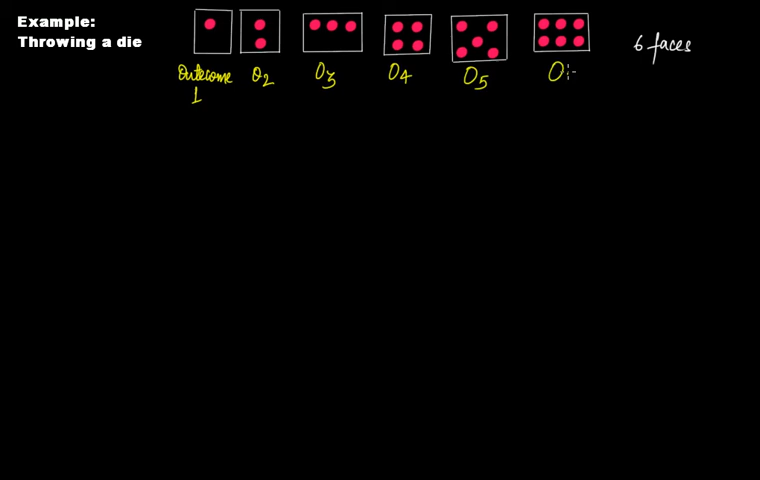 Example:
Throwing a die
6 faces
Outcome O2 O3 O4 O5 O
1